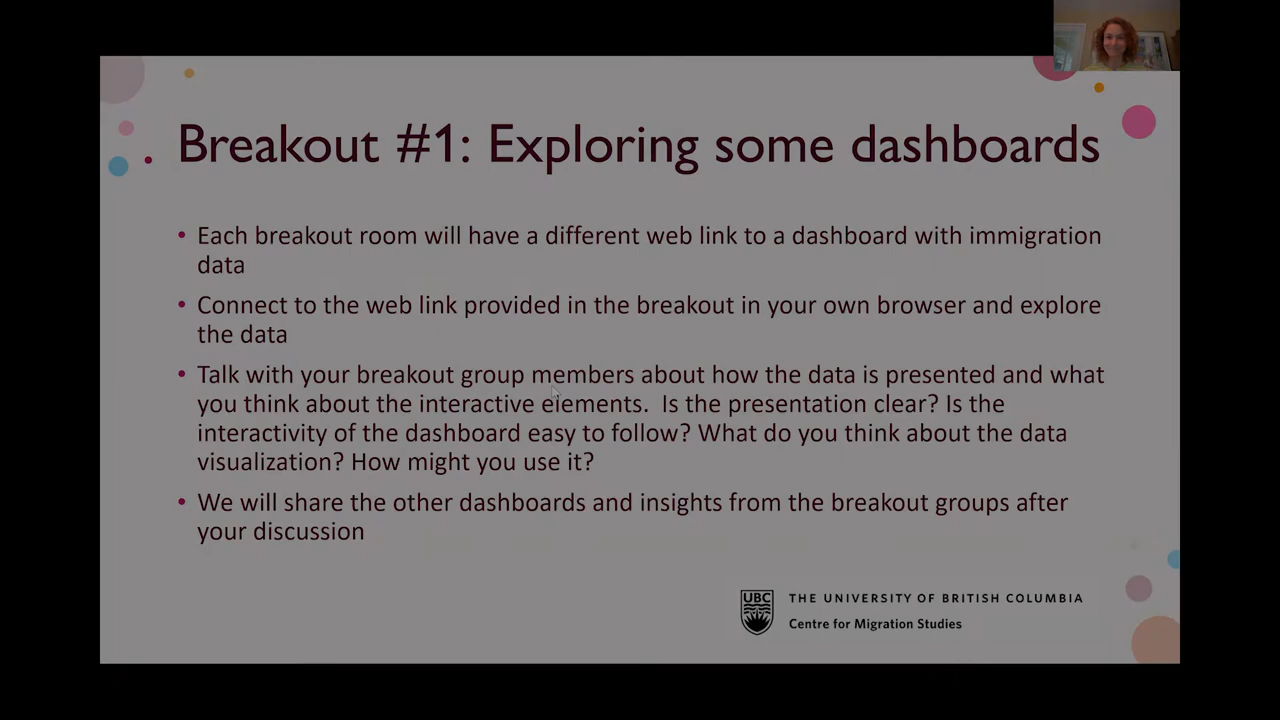 Breakout #1: Exploring some dashboards
• Each breakout room will have a different web link to a dashboard with immigration
data
• Connect to the web link provided in the breakout in your own browser and explore
the data
• Talk with your breakout group members about how the data is presented and what
you think about the interactive elements.  Is the presentation clear? Is the
interactivity of the dashboard easy to follow? What do you think about the data
visualization? How might you use it?
• We will share the other dashboards and insights from the breakout groups after
your discussion
UBC
THE UNIVERSITY OF BRITISH COLUMBIA
Centre for Migration Studies